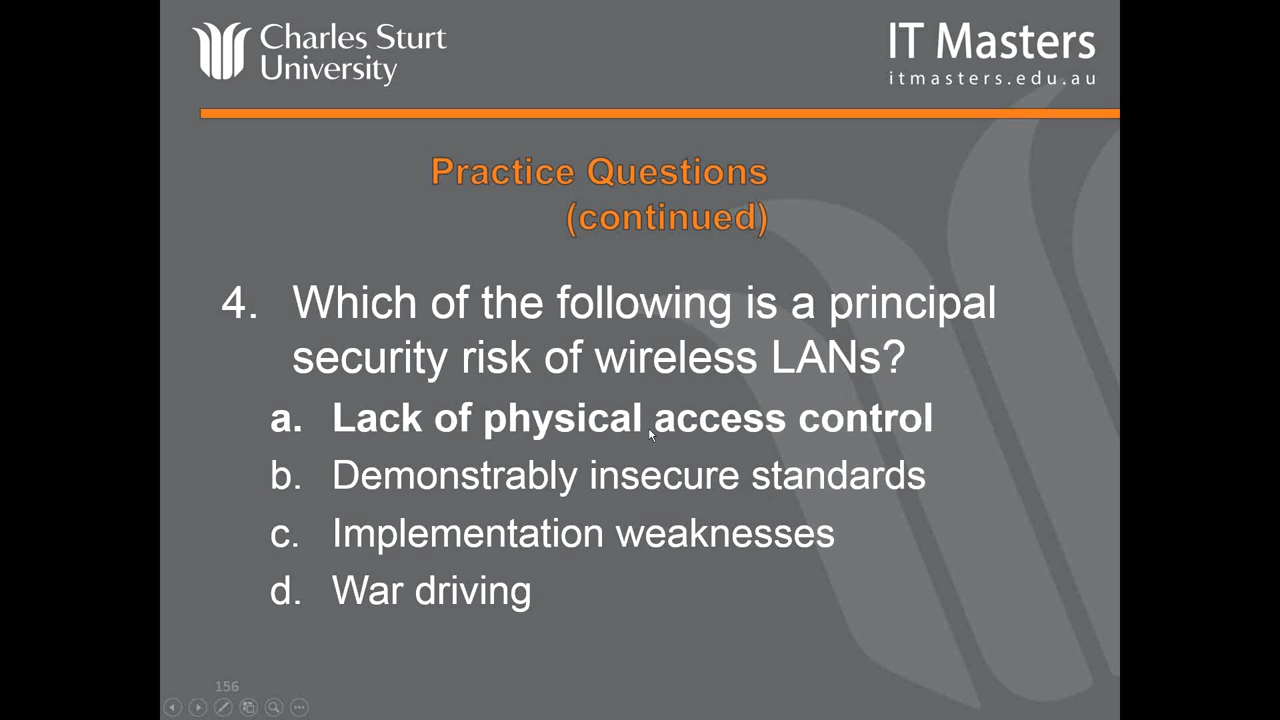 Charles Sturt
University
IT Masters
itmasters.edu.au
Practice Questions
(continued)
4. Which of the following is a principal
security risk of wireless LANs?
a. Lack of physical access control
b. Demonstrably insecure standards
c. Implementation weaknesses
d. War driving
156